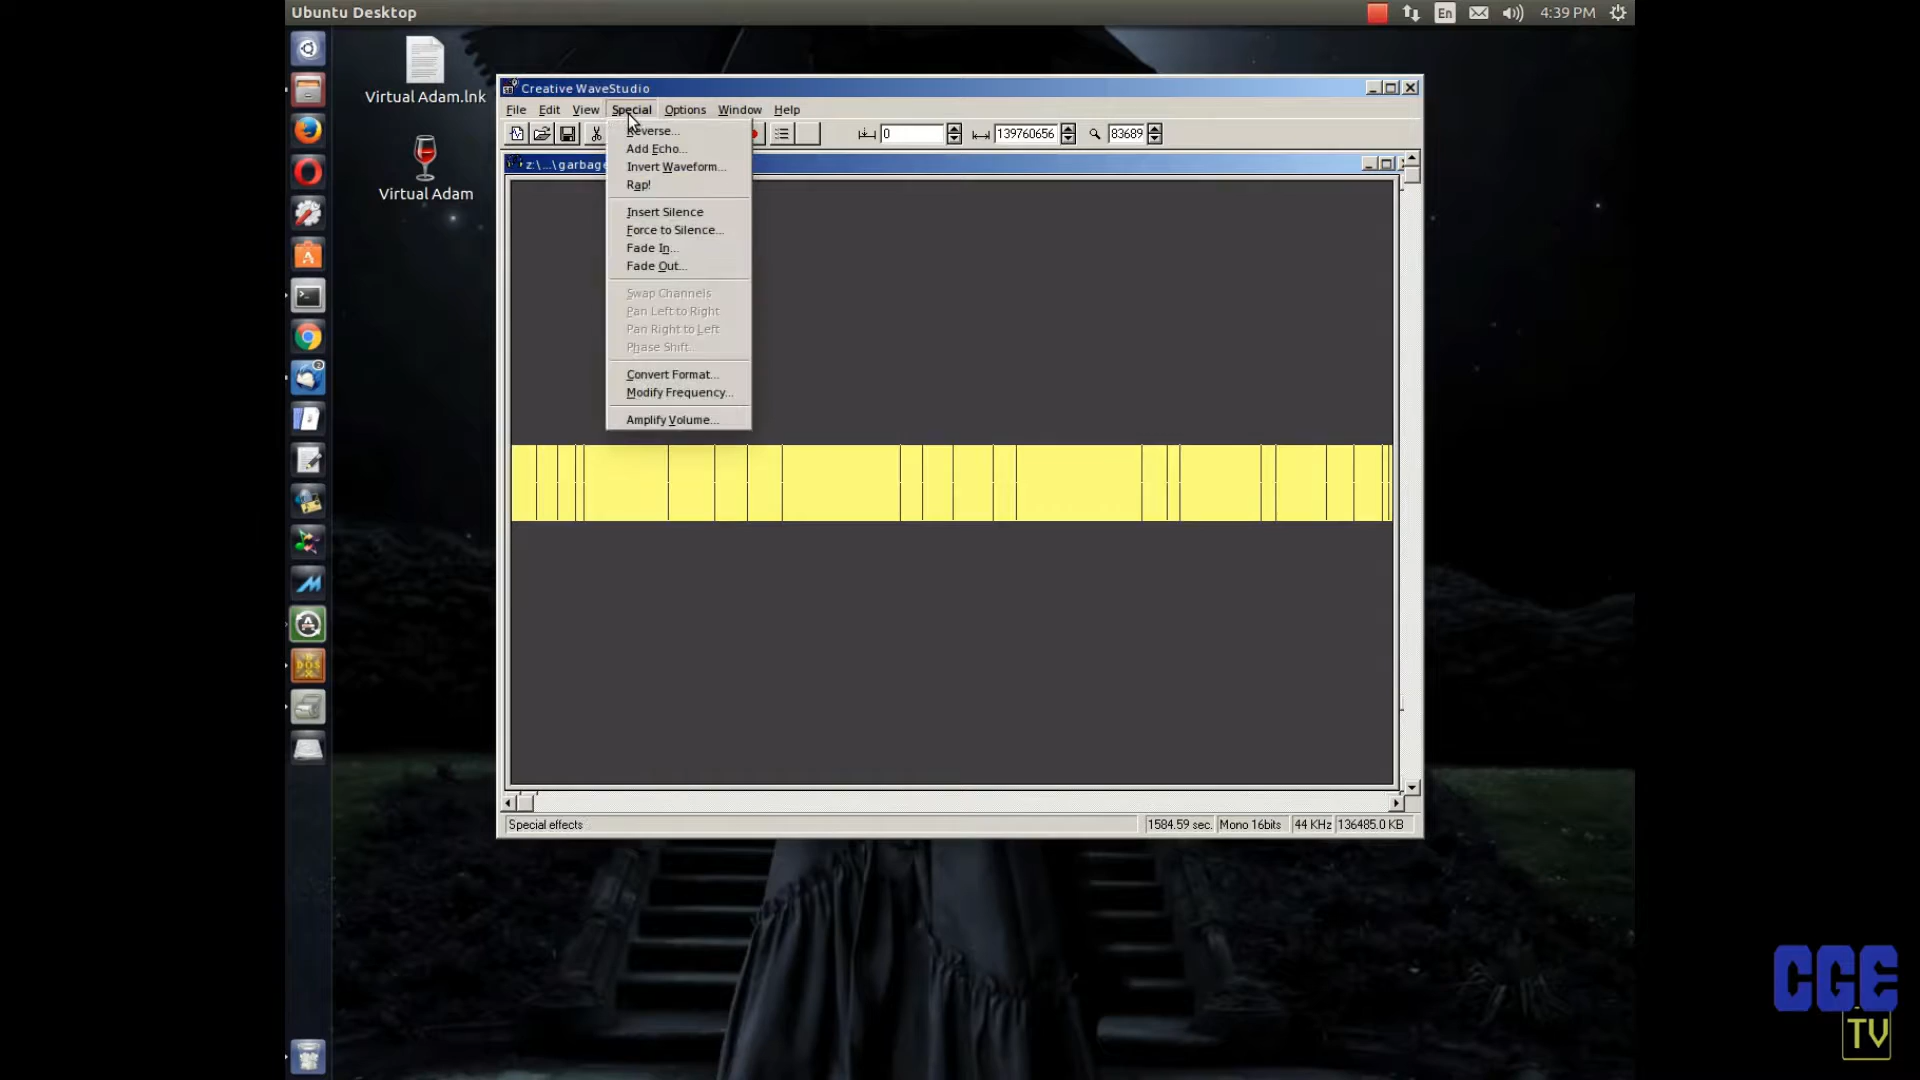 Ubuntu Desktop
En
4:39 PM
Virtual Adam.lnk
Virtual Adam
Creative WaveStudio
File Edit View Special Options Window Help
0 139760656 83689
z:\...\garbage
Reverse...
Add Echo...
Invert Waveform...
Rap!
Insert Silence
Force to Silence...
Fade In...
Fade Out...
Swap Channels
Pan Left to Right
Pan Right to Left
Phase Shift...
Convert Format...
Modify Frequency...
Amplify Volume...
Special effects
1584.59 sec. Mono 16bits 44 KHz 136485.0 KB
DOS
CGE
TV